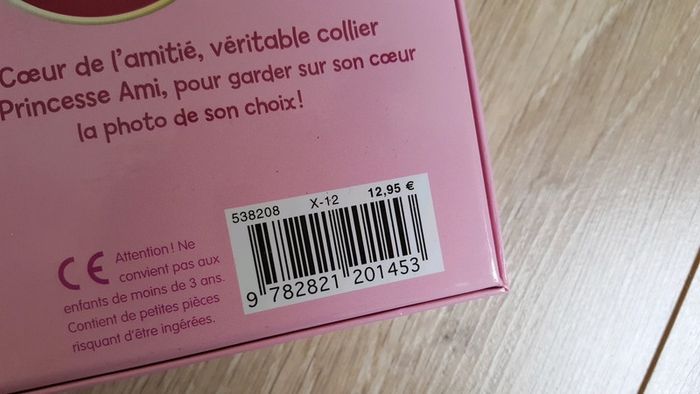 Cœur de l'amitié, véritable collier
Princesse Ami, pour garder sur son cœur
la photo de son choix!
538208 X-12 12,95 €
9 782821 201453
CE
Attention! Ne
convient pas aux
enfants de moins de 3 ans.
Contient de petites pièces
risquant d'être ingérées.